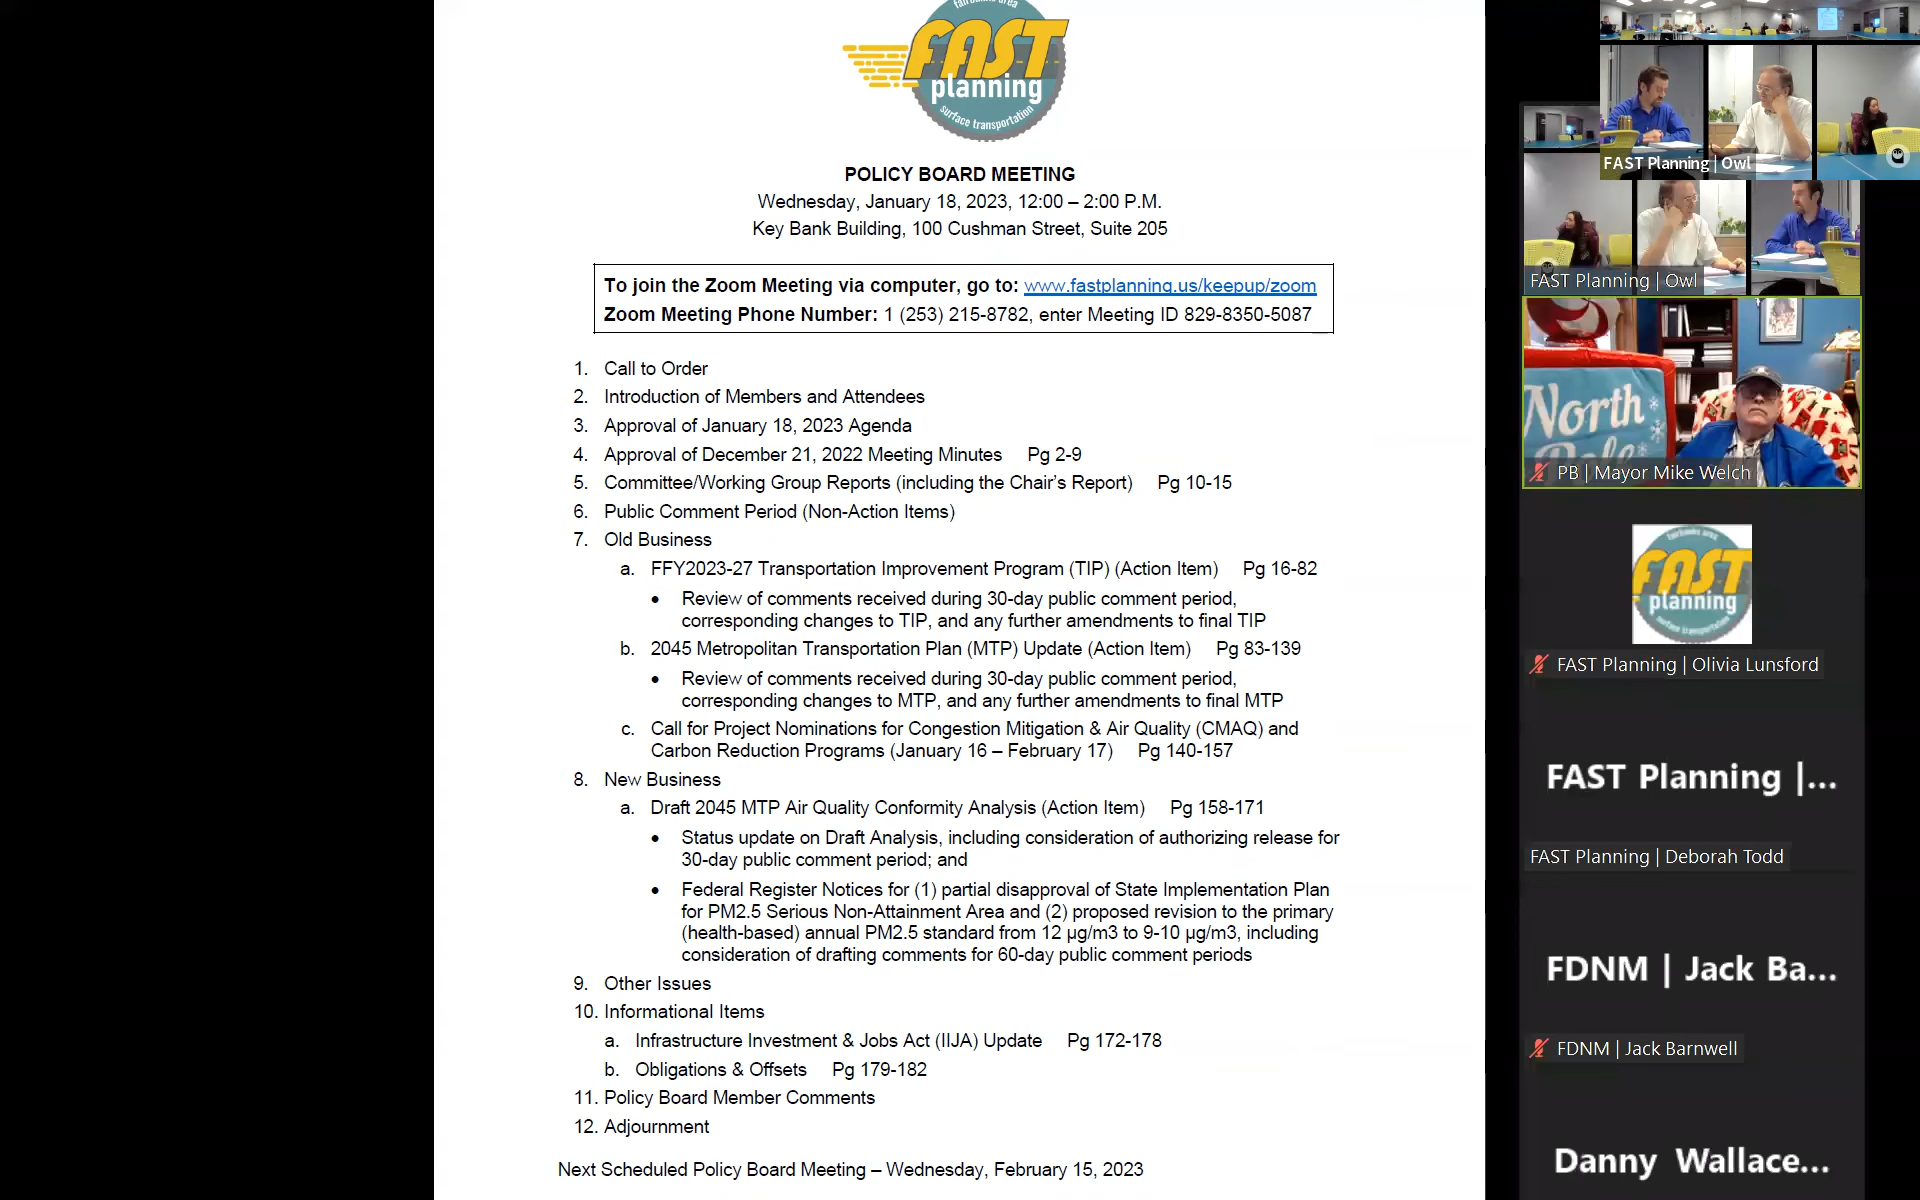 fairbanks area
FAST
planning
surface transportation
POLICY BOARD MEETING
Wednesday, January 18, 2023, 12:00 – 2:00 P.M.
Key Bank Building, 100 Cushman Street, Suite 205
To join the Zoom Meeting via computer, go to: www.fastplanning.us/keepup/zoom
Zoom Meeting Phone Number: 1 (253) 215-8782, enter Meeting ID 829-8350-5087
1. Call to Order
2. Introduction of Members and Attendees
3. Approval of January 18, 2023 Agenda
4. Approval of December 21, 2022 Meeting Minutes Pg 2-9
5. Committee/Working Group Reports (including the Chair's Report) Pg 10-15
6. Public Comment Period (Non-Action Items)
7. Old Business
a. FFY2023-27 Transportation Improvement Program (TIP) (Action Item) Pg 16-82
• Review of comments received during 30-day public comment period,
corresponding changes to TIP, and any further amendments to final TIP
b. 2045 Metropolitan Transportation Plan (MTP) Update (Action Item) Pg 83-139
• Review of comments received during 30-day public comment period,
corresponding changes to MTP, and any further amendments to final MTP
c. Call for Project Nominations for Congestion Mitigation & Air Quality (CMAQ) and
Carbon Reduction Programs (January 16 – February 17) Pg 140-157
8. New Business
a. Draft 2045 MTP Air Quality Conformity Analysis (Action Item) Pg 158-171
• Status update on Draft Analysis, including consideration of authorizing release for
30-day public comment period; and
• Federal Register Notices for (1) partial disapproval of State Implementation Plan
for PM2.5 Serious Non-Attainment Area and (2) proposed revision to the primary
(health-based) annual PM2.5 standard from 12 µg/m3 to 9-10 µg/m3, including
consideration of drafting comments for 60-day public comment periods
9. Other Issues
10. Informational Items
a. Infrastructure Investment & Jobs Act (IIJA) Update Pg 172-178
b. Obligations & Offsets Pg 179-182
11. Policy Board Member Comments
12. Adjournment
Next Scheduled Policy Board Meeting – Wednesday, February 15, 2023
FAST Planning | Owl
FAST Planning | Owl
North
Pole
PB | Mayor Mike Welch
fairbanks area
FAST
planning
surface transportation
FAST Planning | Olivia Lunsford
FAST Planning |...
FAST Planning | Deborah Todd
FDNM | Jack Ba...
FDNM | Jack Barnwell
Danny Wallace...